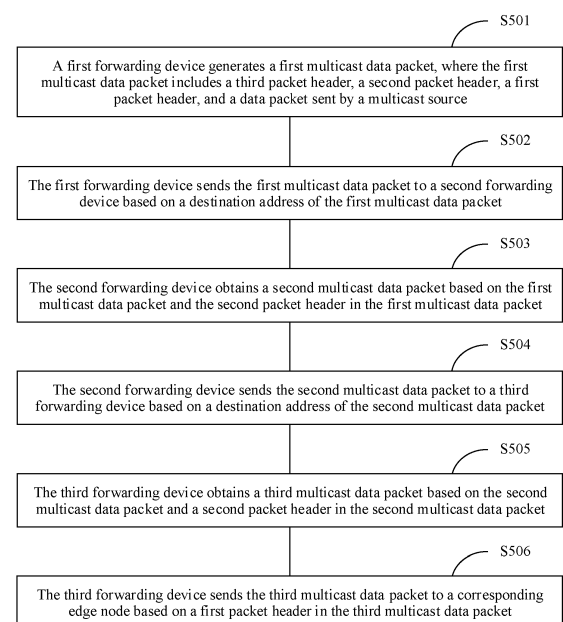 S501
A first forwarding device generates a first multicast data packet, where the first
multicast data packet includes a third packet header, a second packet header, a first
packet header, and a data packet sent by a multicast source
S502
The first forwarding device sends the first multicast data packet to a second forwarding
device based on a destination address of the first multicast data packet
S503
The second forwarding device obtains a second multicast data packet based on the first
multicast data packet and the second packet header in the first multicast data packet
S504
The second forwarding device sends the second multicast data packet to a third
forwarding device based on a destination address of the second multicast data packet
S505
The third forwarding device obtains a third multicast data packet based on the second
multicast data packet and a second packet header in the second multicast data packet
S506
The third forwarding device sends the third multicast data packet to a corresponding
edge node based on a first packet header in the third multicast data packet